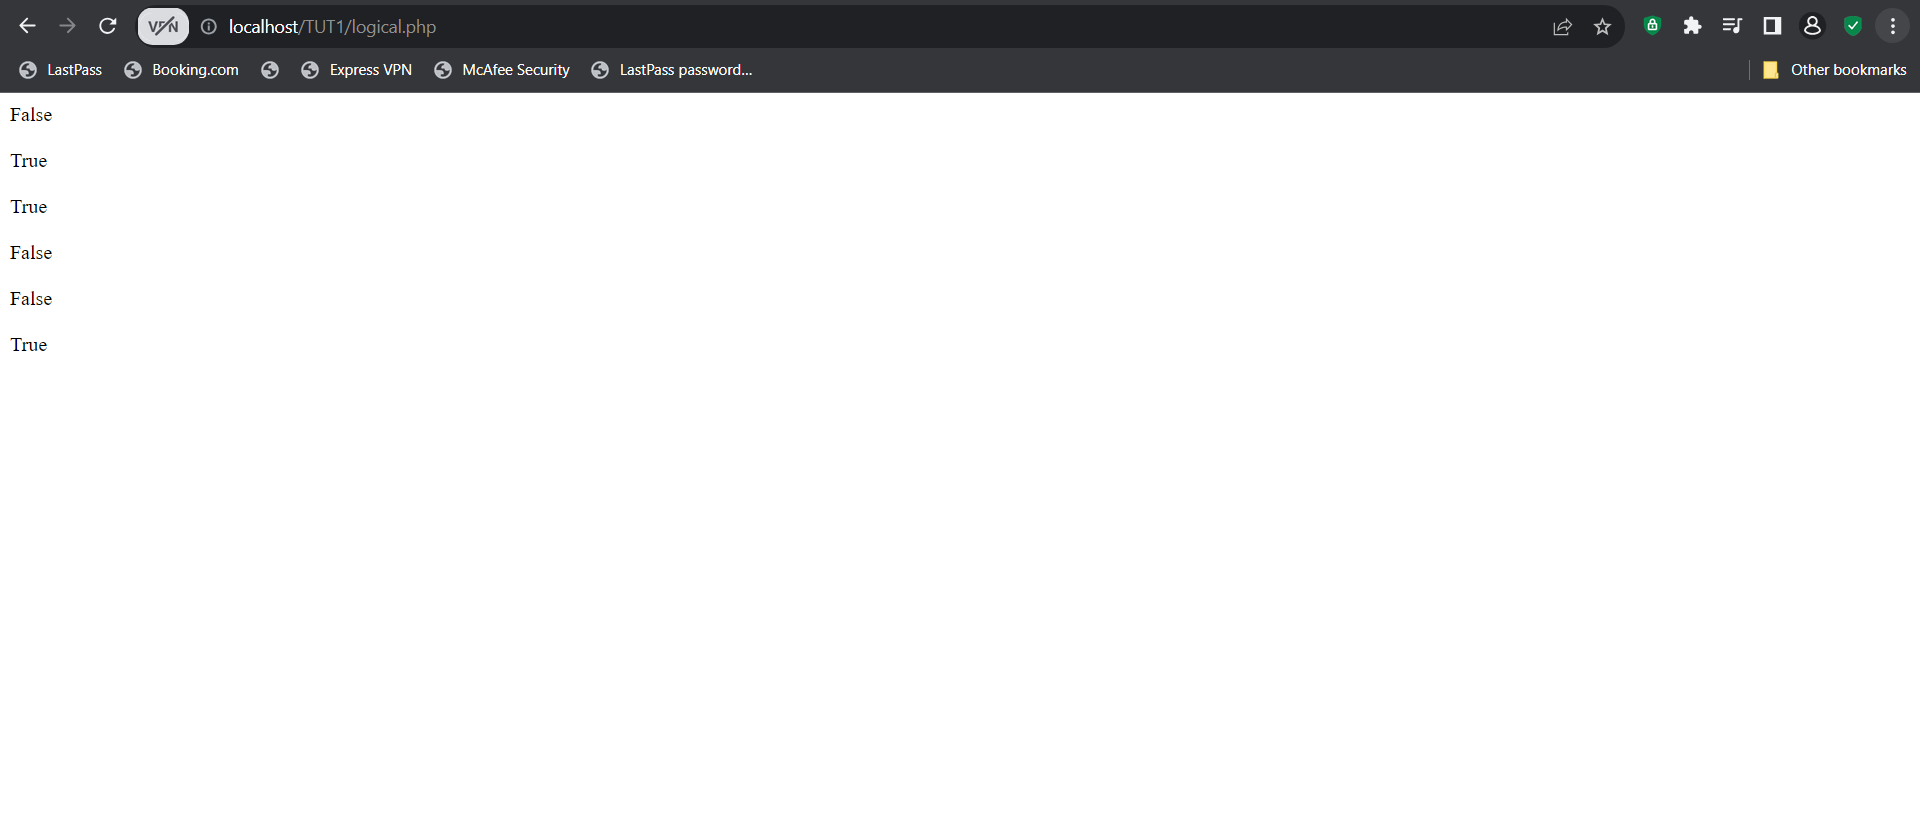 VPN
localhost/TUT1/logical.php
LastPass Booking.com Express VPN McAfee Security LastPass password... Other bookmarks
False
True
True
False
False
True